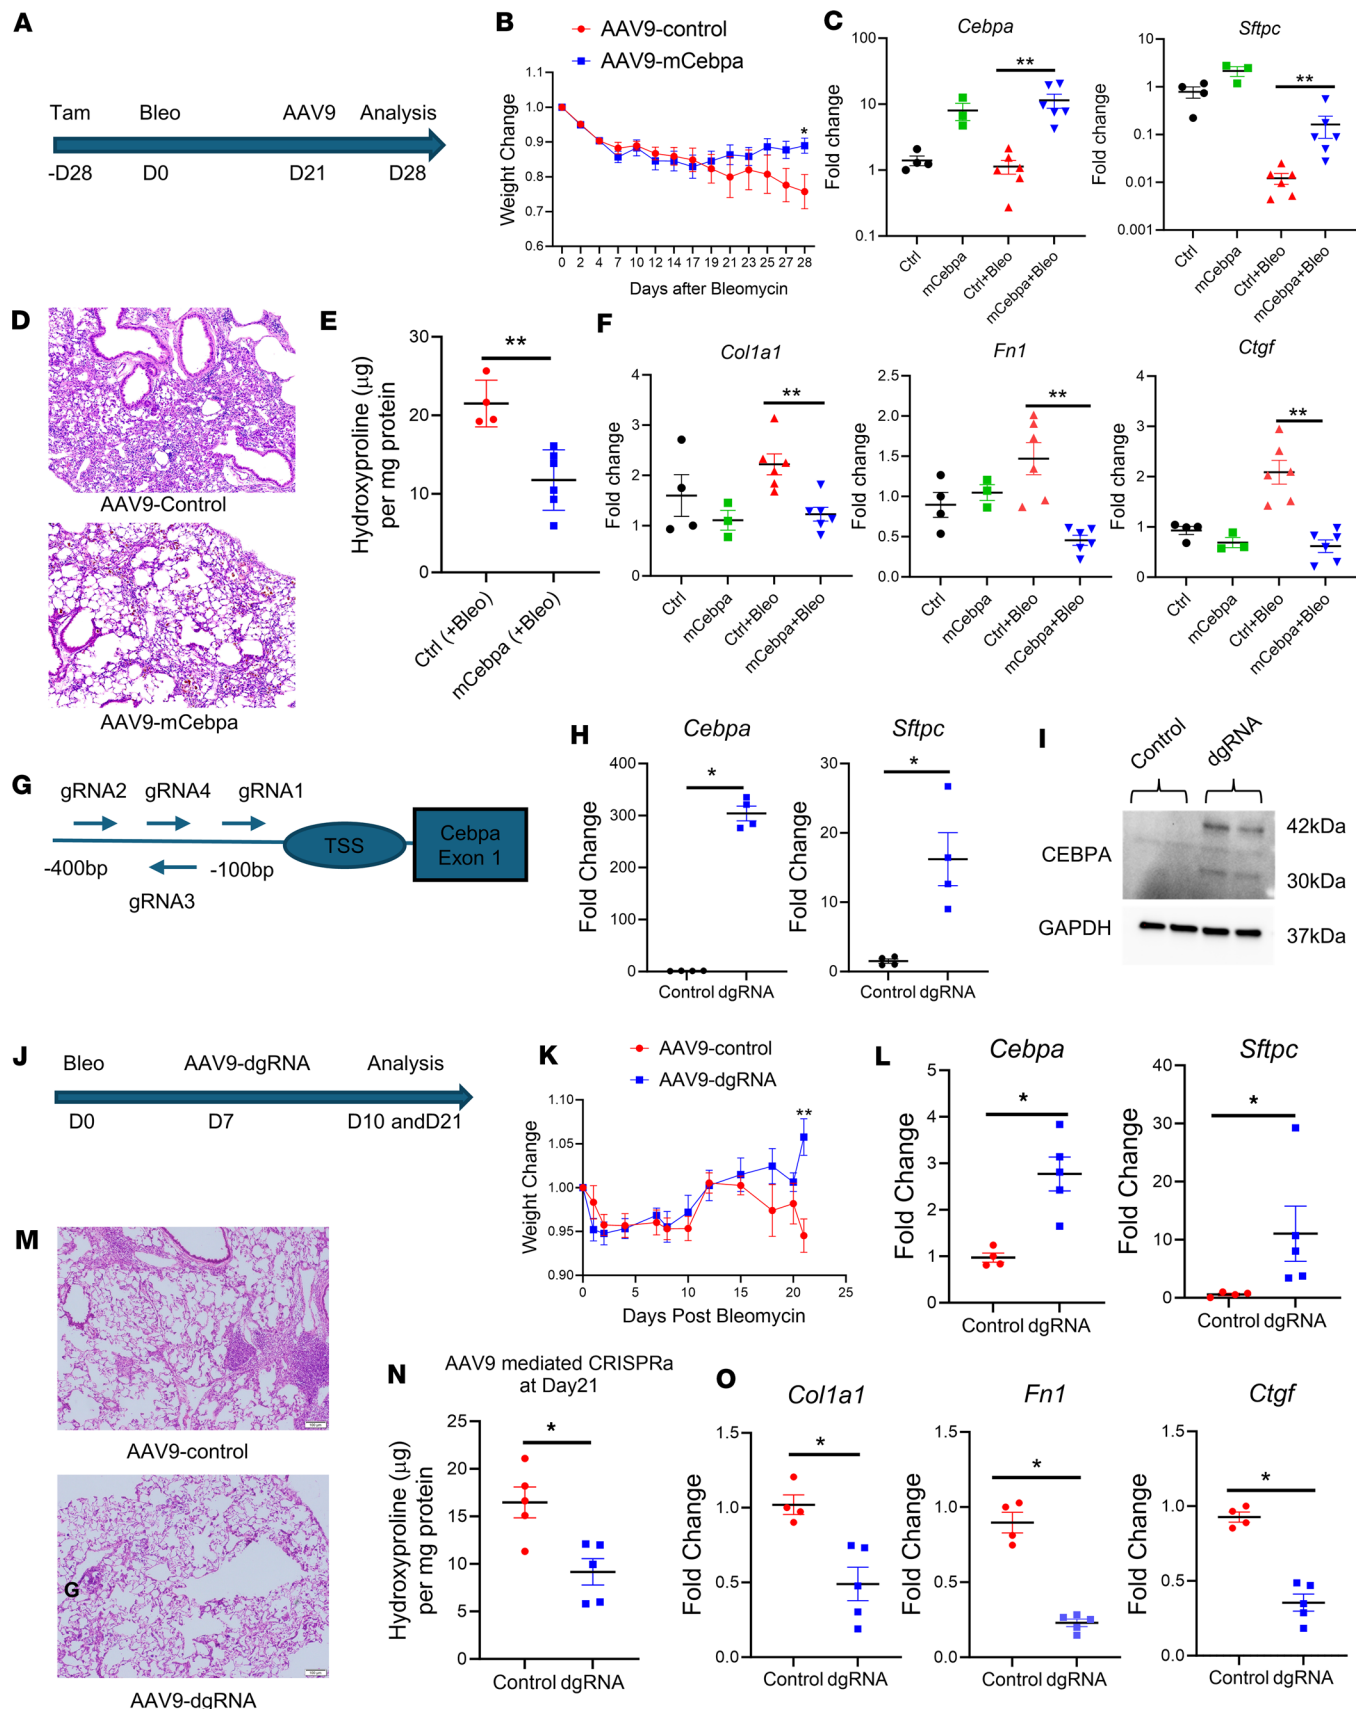 A
Tam Bleo AAV9 Analysis
-D28 D0 D21 D28
B
AAV9-control
AAV9-mCebpa
Weight Change
1.1
1.0
0.9
0.8
0.7
0.6
0 2 4 7 10 12 14 17 19 21 23 25 27 28
*
Days after Bleomycin
C
Cebpa
Fold change
100
10
1
0.1
**
Ctrl
mCebpa
Ctrl+Bleo
mCebpa+Bleo
Sftpc
Fold change
10
1
0.1
0.01
0.001
**
Ctrl
mCebpa
Ctrl+Bleo
mCebpa+Bleo
D
AAV9-Control
AAV9-mCebpa
E
Hydroxyproline (µg)
per mg protein
30
20
10
0
**
Ctrl (+Bleo)
mCebpa (+Bleo)
F
Col1a1
Fold change
4
3
2
1
0
**
Ctrl
mCebpa
Ctrl+Bleo
mCebpa+Bleo
Fn1
Fold change
2.5
2.0
1.5
1.0
0.5
0.0
**
Ctrl
mCebpa
Ctrl+Bleo
mCebpa+Bleo
Ctgf
Fold change
4
3
2
1
0
**
Ctrl
mCebpa
Ctrl+Bleo
mCebpa+Bleo
G
gRNA2 gRNA4 gRNA1
TSS
Cebpa
Exon 1
-400bp -100bp
gRNA3
H
Cebpa
Fold Change
400
300
200
100
0
*
Control dgRNA
Sftpc
Fold Change
30
20
10
0
*
Control dgRNA
I
Control dgRNA
CEBPA
42kDa
30kDa
GAPDH
37kDa
J
Bleo AAV9-dgRNA Analysis
D0 D7 D10 andD21
K
AAV9-control
AAV9-dgRNA
Weight Change
1.10
1.05
1.00
0.95
0.90
**
0 5 10 15 20 25
Days Post Bleomycin
L
Cebpa
Fold Change
5
4
3
2
1
0
*
Control dgRNA
Sftpc
Fold Change
40
30
20
10
0
*
Control dgRNA
M
AAV9-control
G
AAV9-dgRNA
N
AAV9 mediated CRISPRa
at Day21
Hydroxyproline (µg)
per mg protein
25
20
15
10
5
0
*
Control dgRNA
O
Col1a1
Fold Change
1.5
1.0
0.5
0.0
*
Control dgRNA
Fn1
Fold Change
1.5
1.0
0.5
0.0
*
Control dgRNA
Ctgf
Fold Change
1.5
1.0
0.5
0.0
*
Control dgRNA